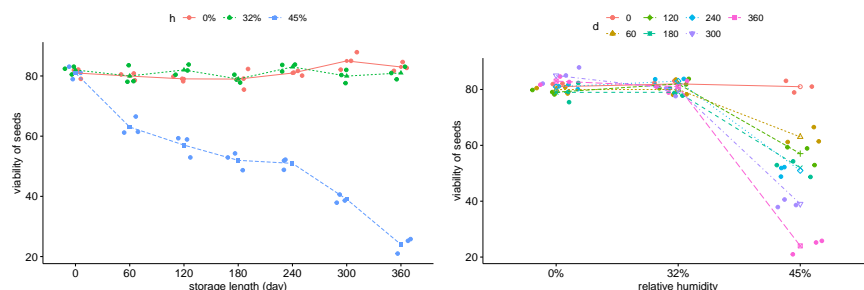 h 0% 32% 45%
80
60
40
20
viability of seeds
0 60 120 180 240 300 360
storage length (day)
d 0 120 240 360
60 180 300
80
60
40
20
viability of seeds
0% 32% 45%
relative humidity